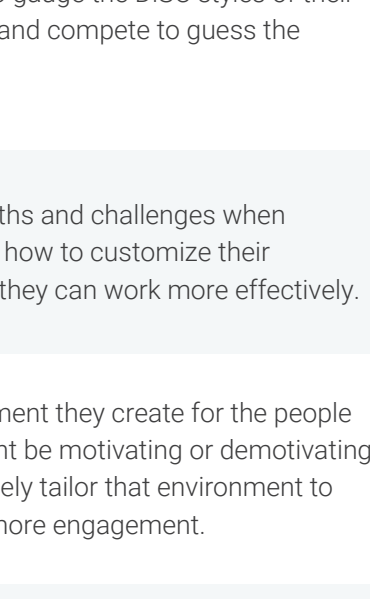 gauge the DiSC styles of their
and compete to guess the
ths and challenges when
how to customize their
they can work more effectively.
ment they create for the people
nt be motivating or demotivating
ely tailor that environment to
more engagement.